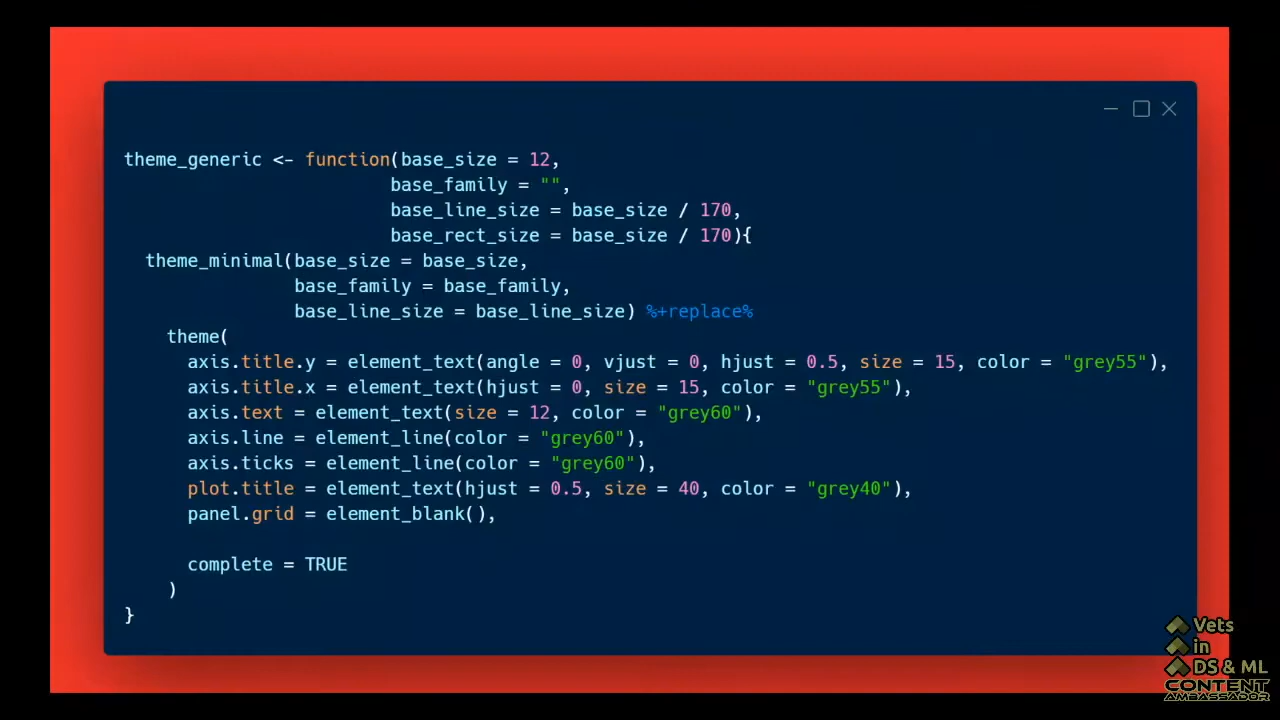 theme_generic <- function(base_size = 12,
base_family = "",
base_line_size = base_size / 170,
base_rect_size = base_size / 170){
theme_minimal(base_size = base_size,
base_family = base_family,
base_line_size = base_line_size) %+replace%
theme(
axis.title.y = element_text(angle = 0, vjust = 0, hjust = 0.5, size = 15, color = "grey55"),
axis.title.x = element_text(hjust = 0, size = 15, color = "grey55"),
axis.text = element_text(size = 12, color = "grey60"),
axis.line = element_line(color = "grey60"),
axis.ticks = element_line(color = "grey60"),
plot.title = element_text(hjust = 0.5, size = 40, color = "grey40"),
panel.grid = element_blank(),
complete = TRUE
)
}
Vets
in
DS & ML
CONTENT
AMBASSADOR